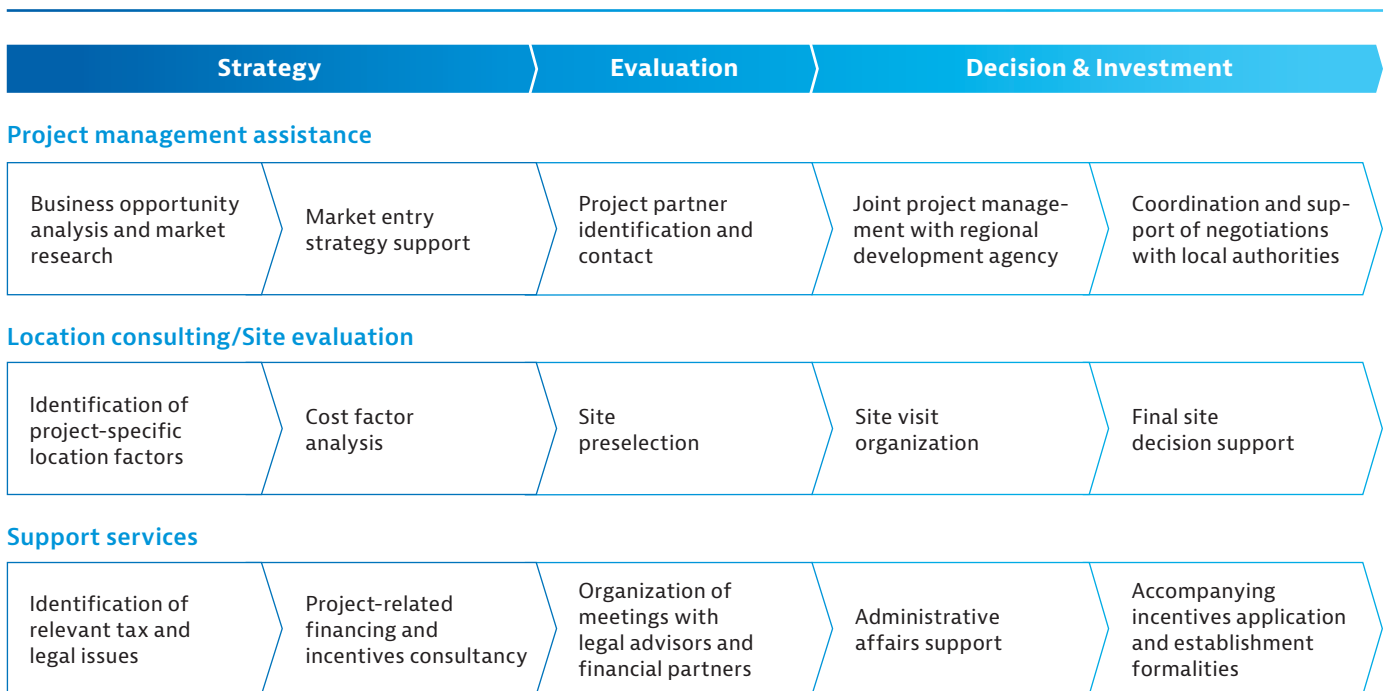 Strategy
Evaluation
Decision & Investment
Project management assistance
Business opportunity
analysis and market
research
Market entry
strategy support
Project partner
identification and
contact
Joint project manage-
ment with regional
development agency
Coordination and sup-
port of negotiations
with local authorities
Location consulting/Site evaluation
Identification of
project-specific
location factors
Cost factor
analysis
Site
preselection
Site visit
organization
Final site
decision support
Support services
Identification of
relevant tax and
legal issues
Project-related
financing and
incentives consultancy
Organization of
meetings with
legal advisors and
financial partners
Administrative
affairs support
Accompanying
incentives application
and establishment
formalities